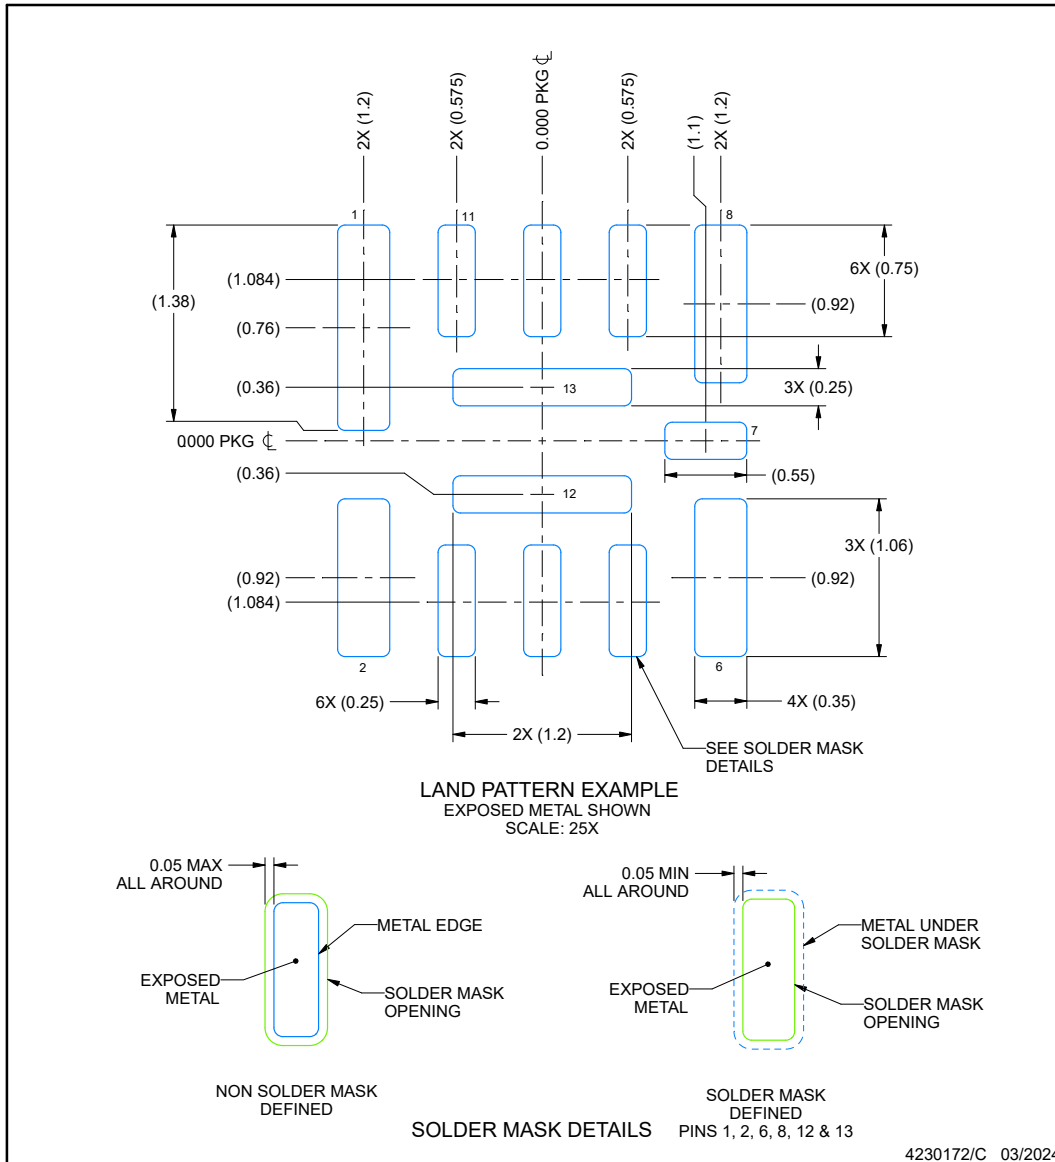 2X (1.2)
2X (0.575)
0.000 PKG ℄
2X (0.575)
(1.1)
2X (1.2)
1
11
8
(1.38)
(1.084)
(0.76)
(0.36)
0000 PKG ℄
(0.36)
(0.92)
(1.084)
6X (0.75)
(0.92)
13
3X (0.25)
7
(0.55)
12
3X (1.06)
(0.92)
2
6
6X (0.25)
2X (1.2)
4X (0.35)
SEE SOLDER MASK
DETAILS
LAND PATTERN EXAMPLE
EXPOSED METAL SHOWN
SCALE: 25X
0.05 MAX
ALL AROUND
METAL EDGE
EXPOSED
METAL
SOLDER MASK
OPENING
NON SOLDER MASK
DEFINED
0.05 MIN
ALL AROUND
METAL UNDER
SOLDER MASK
EXPOSED
METAL
SOLDER MASK
OPENING
SOLDER MASK
DEFINED
PINS 1, 2, 6, 8, 12 & 13
SOLDER MASK DETAILS
4230172/C 03/2024